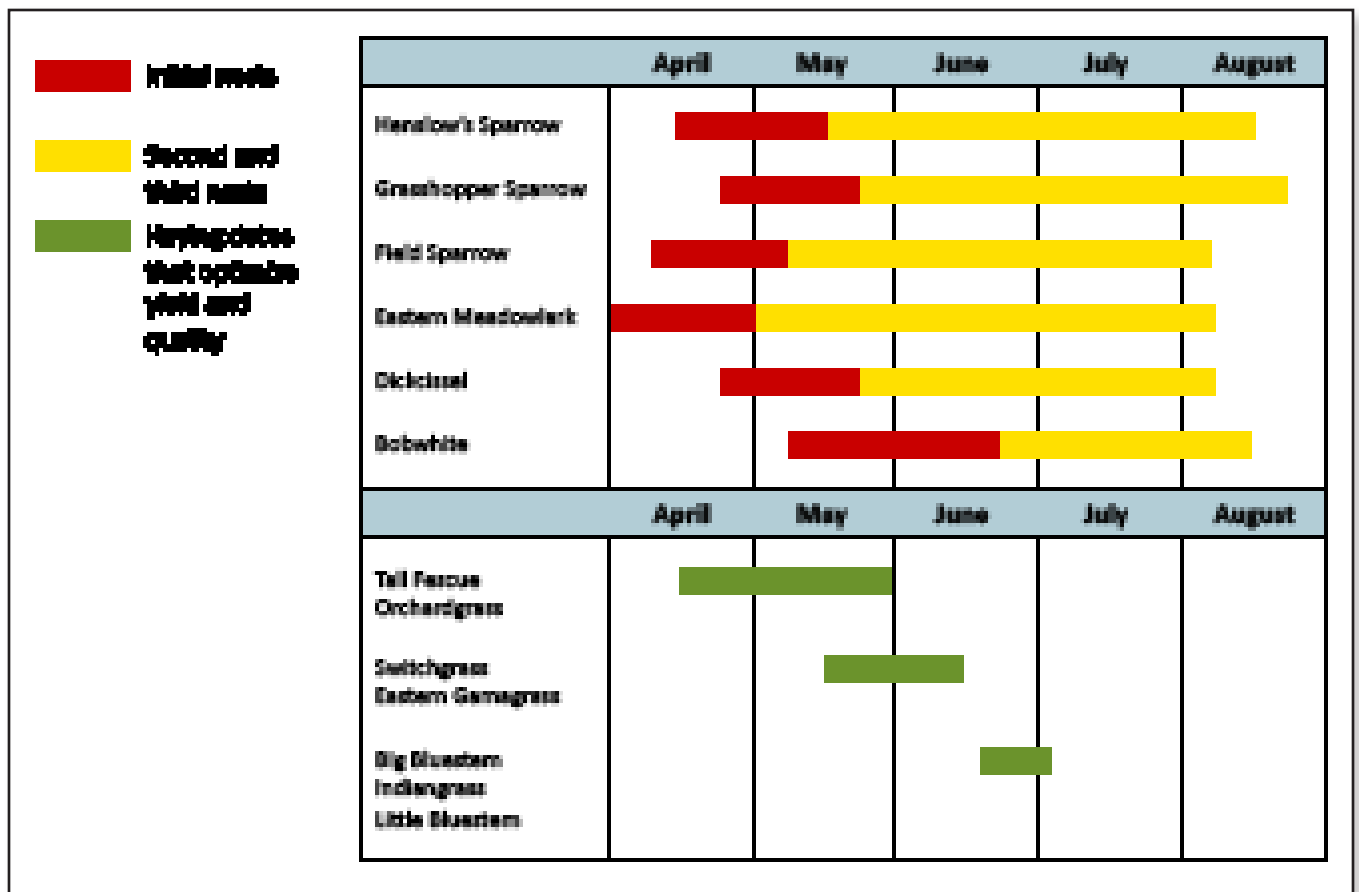 Initial nests
Second and
third nests
Haying dates
that optimize
yield and
quality
April May June July August
Henslow's Sparrow
Grasshopper Sparrow
Field Sparrow
Eastern Meadowlark
Dickcissel
Bobwhite
April May June July August
Tall Fescue
Orchardgrass
Switchgrass
Eastern Gamagrass
Big Bluestem
Indiangrass
Little Bluestem